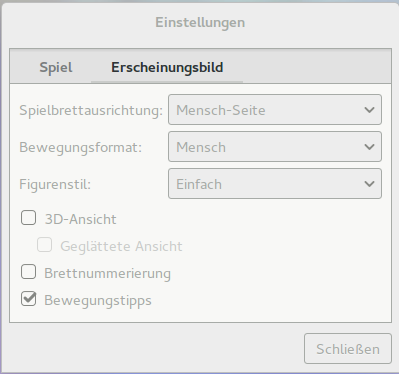 Einstellungen
Spiel Erscheinungsbild
Spielbrettausrichtung: Mensch-Seite
Bewegungsformat: Mensch
Figurenstil: Einfach
3D-Ansicht
Geglättete Ansicht
Brettnummerierung
Bewegungstipps
Schließen